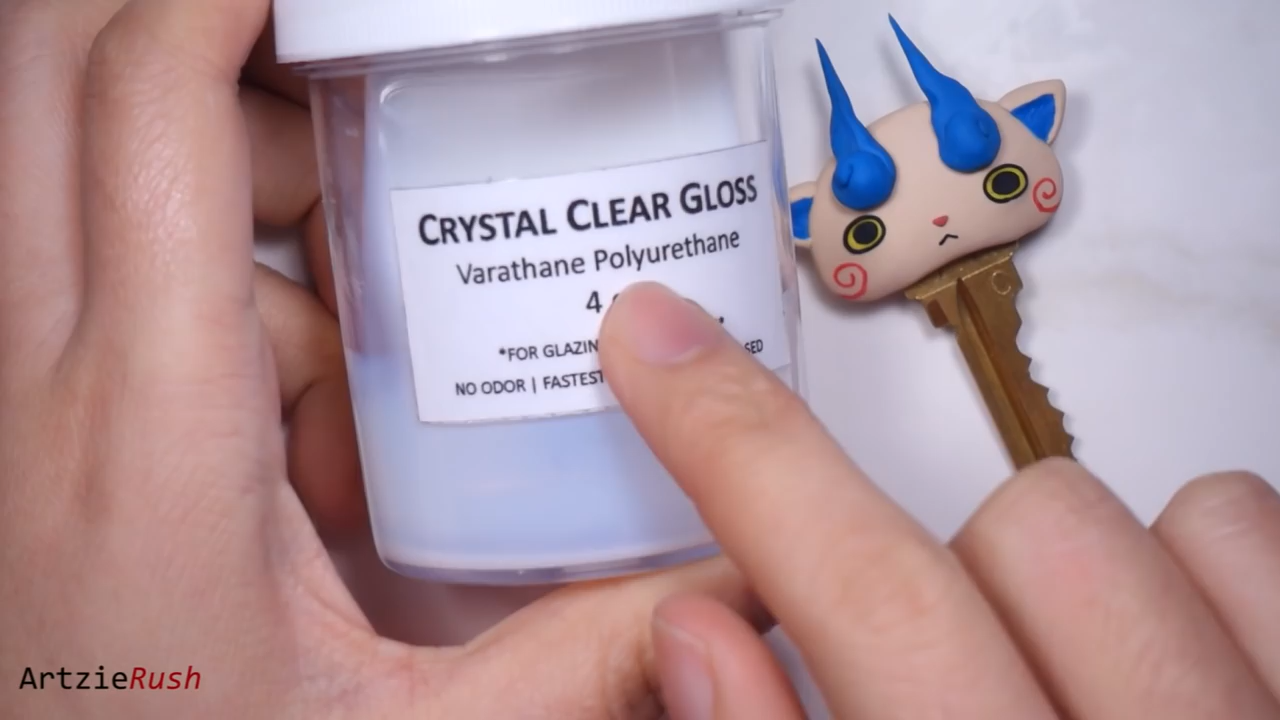 CRYSTAL CLEAR GLOSS
Varathane Polyurethane
4
*FOR GLAZIN
SED
NO ODOR | FASTEST
C
ArtzieRush